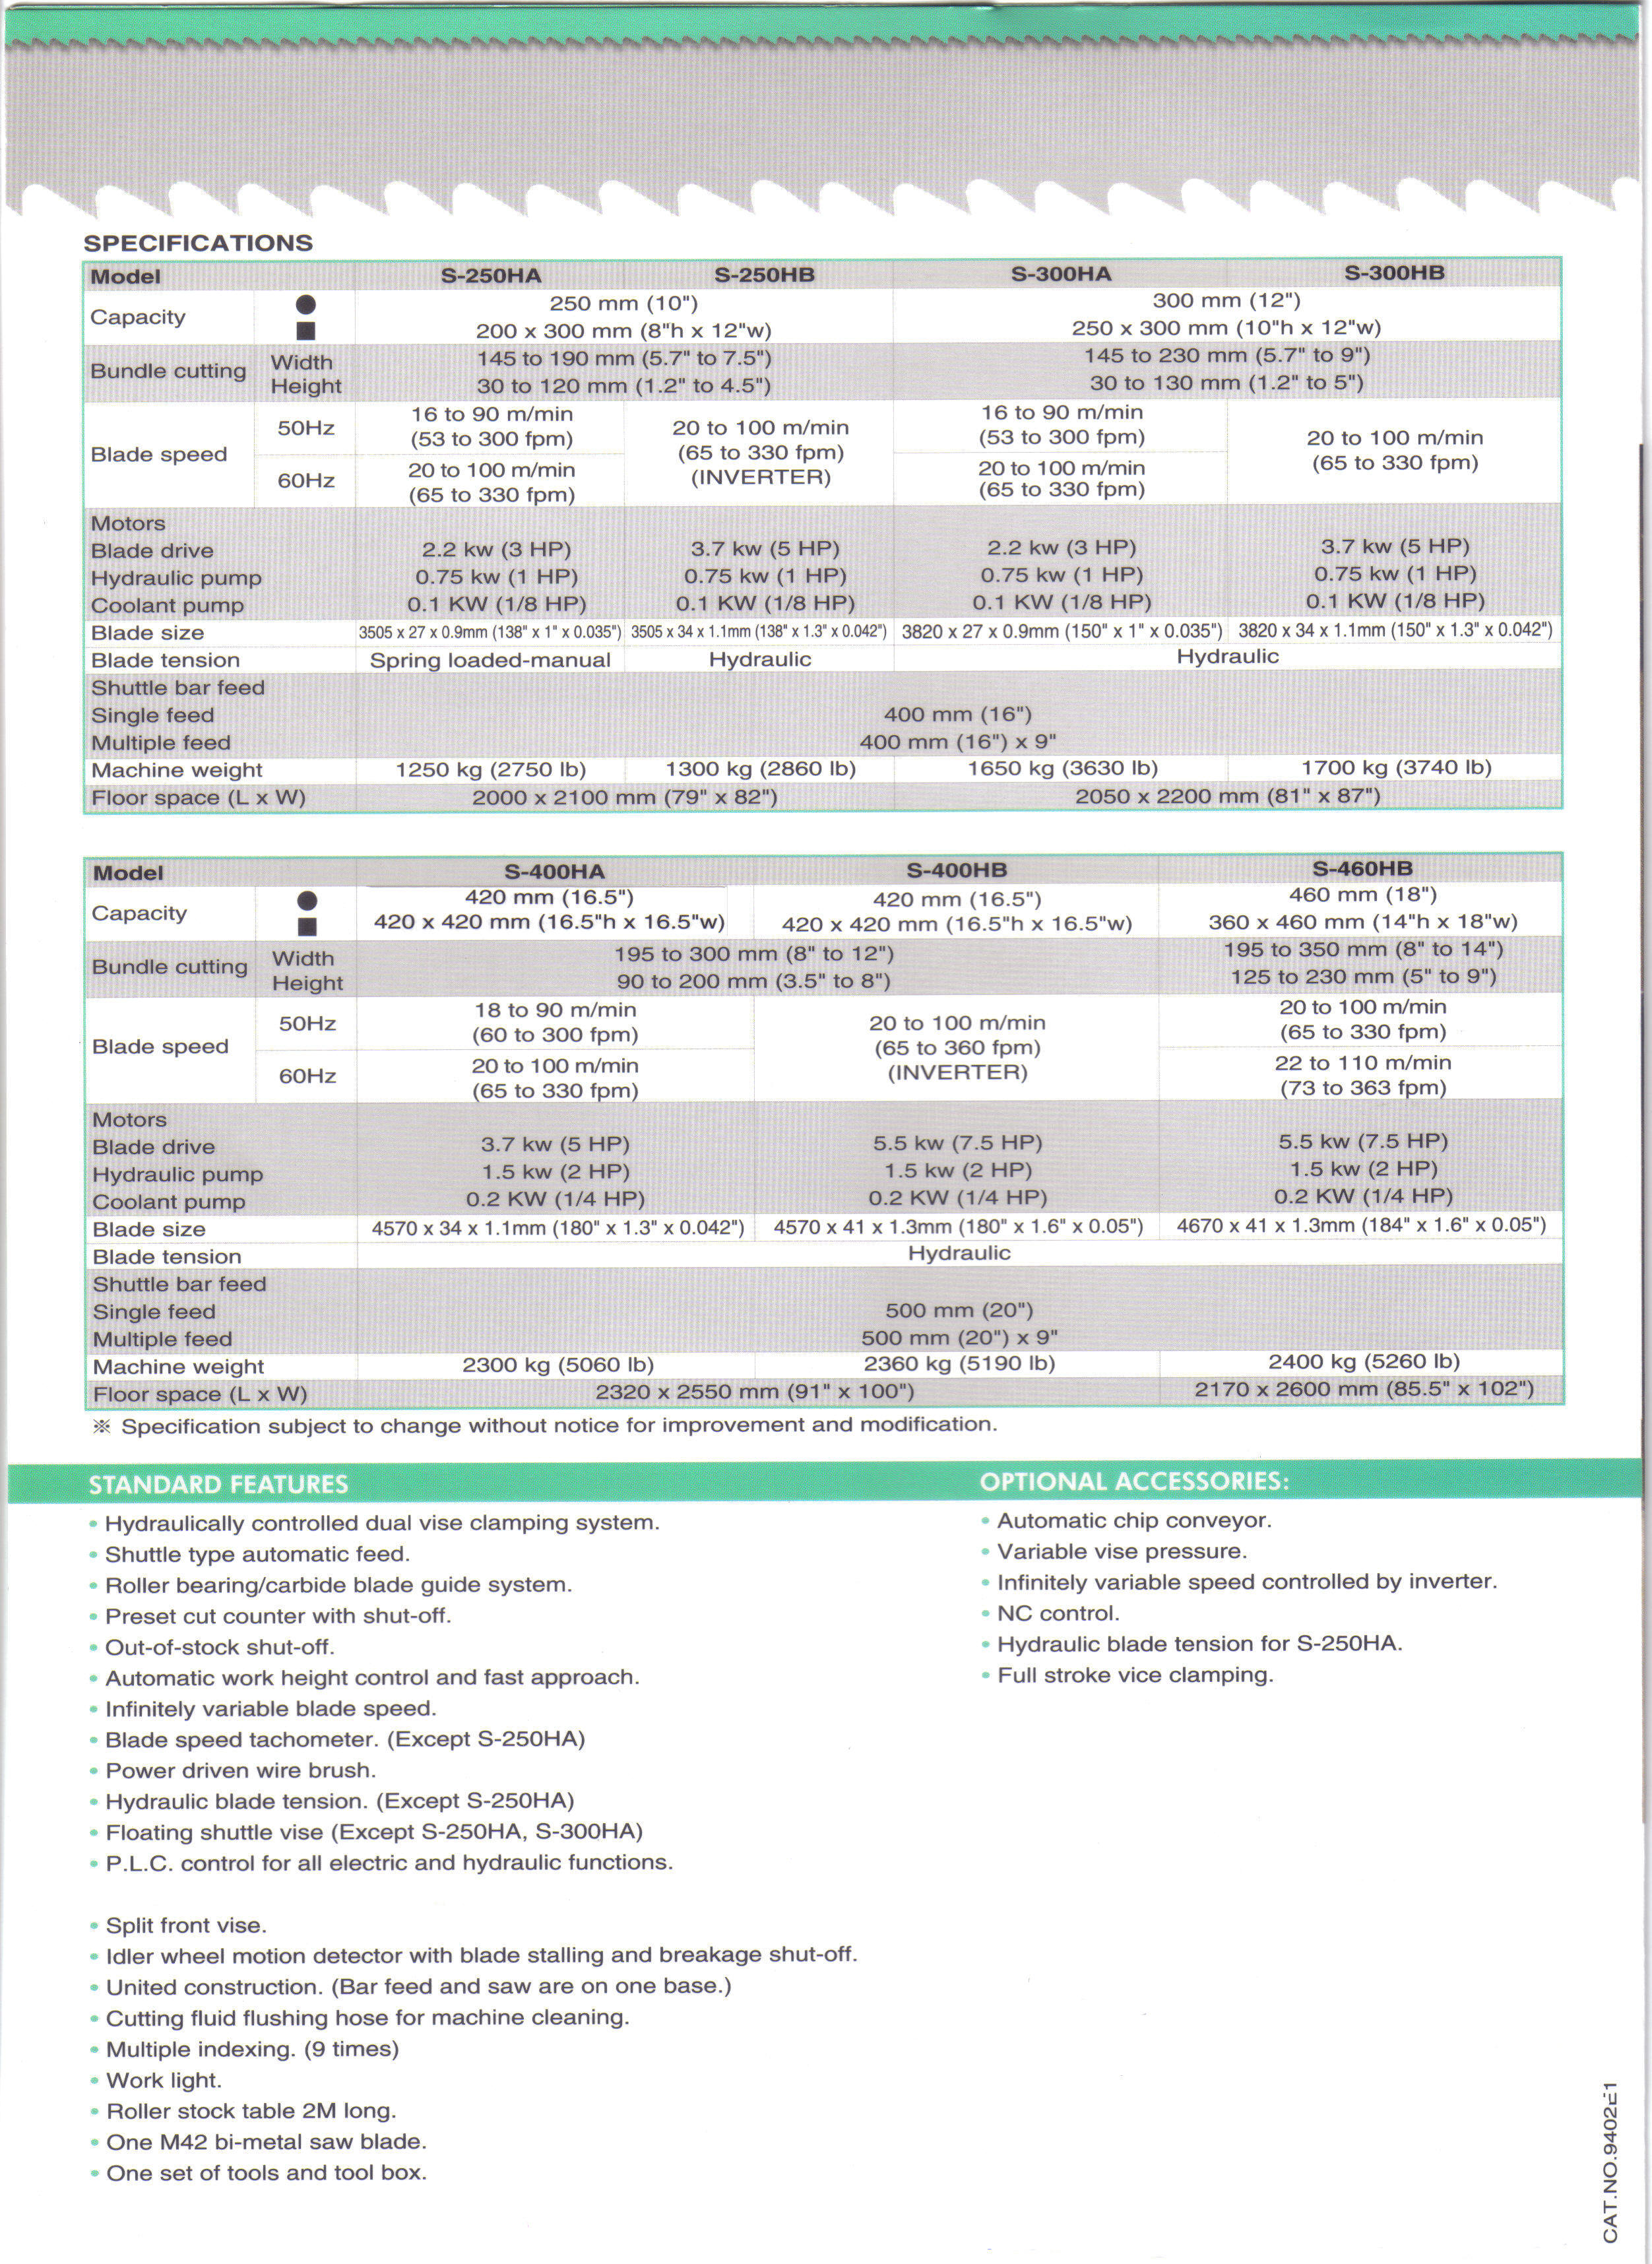 SPECIFICATIONS
Model S-250HA S-250HB S-300HA S-300HB
Capacity ● 250 mm (10") 300 mm (12")
■ 200 x 300 mm (8"h x 12"w) 250 x 300 mm (10"h x 12"w)
Bundle cutting Width 145 to 190 mm (5.7" to 7.5") 145 to 230 mm (5.7" to 9")
Height 30 to 120 mm (1.2" to 4.5") 30 to 130 mm (1.2" to 5")
Blade speed 50Hz 16 to 90 m/min (53 to 300 fpm) 20 to 100 m/min (65 to 330 fpm) (INVERTER) 16 to 90 m/min (53 to 300 fpm) 20 to 100 m/min (65 to 330 fpm)
60Hz 20 to 100 m/min (65 to 330 fpm) 20 to 100 m/min (65 to 330 fpm)
Motors
Blade drive 2.2 kw (3 HP) 3.7 kw (5 HP) 2.2 kw (3 HP) 3.7 kw (5 HP)
Hydraulic pump 0.75 kw (1 HP) 0.75 kw (1 HP) 0.75 kw (1 HP) 0.75 kw (1 HP)
Coolant pump 0.1 KW (1/8 HP) 0.1 KW (1/8 HP) 0.1 KW (1/8 HP) 0.1 KW (1/8 HP)
Blade size 3505 x 27 x 0.9mm (138" x 1" x 0.035") 3505 x 34 x 1.1mm (138" x 1.3" x 0.042") 3820 x 27 x 0.9mm (150" x 1" x 0.035") 3820 x 34 x 1.1mm (150" x 1.3" x 0.042")
Blade tension Spring loaded-manual Hydraulic Hydraulic
Shuttle bar feed
Single feed 400 mm (16")
Multiple feed 400 mm (16") x 9"
Machine weight 1250 kg (2750 lb) 1300 kg (2860 lb) 1650 kg (3630 lb) 1700 kg (3740 lb)
Floor space (L x W) 2000 x 2100 mm (79" x 82") 2050 x 2200 mm (81" x 87")
Model S-400HA S-400HB S-460HB
Capacity ● 420 mm (16.5") 420 mm (16.5") 460 mm (18")
■ 420 x 420 mm (16.5"h x 16.5"w) 420 x 420 mm (16.5"h x 16.5"w) 360 x 460 mm (14"h x 18"w)
Bundle cutting Width 195 to 300 mm (8" to 12") 195 to 350 mm (8" to 14")
Height 90 to 200 mm (3.5" to 8") 125 to 230 mm (5" to 9")
Blade speed 50Hz 18 to 90 m/min (60 to 300 fpm) 20 to 100 m/min (65 to 360 fpm) (INVERTER) 20 to 100 m/min (65 to 330 fpm)
60Hz 20 to 100 m/min (65 to 330 fpm) 22 to 110 m/min (73 to 363 fpm)
Motors
Blade drive 3.7 kw (5 HP) 5.5 kw (7.5 HP) 5.5 kw (7.5 HP)
Hydraulic pump 1.5 kw (2 HP) 1.5 kw (2 HP) 1.5 kw (2 HP)
Coolant pump 0.2 KW (1/4 HP) 0.2 KW (1/4 HP) 0.2 KW (1/4 HP)
Blade size 4570 x 34 x 1.1mm (180" x 1.3" x 0.042") 4570 x 41 x 1.3mm (180" x 1.6" x 0.05") 4670 x 41 x 1.3mm (184" x 1.6" x 0.05")
Blade tension Hydraulic
Shuttle bar feed
Single feed 500 mm (20")
Multiple feed 500 mm (20") x 9"
Machine weight 2300 kg (5060 lb) 2360 kg (5190 lb) 2400 kg (5260 lb)
Floor space (L x W) 2320 x 2550 mm (91" x 100") 2170 x 2600 mm (85.5" x 102")
※ Specification subject to change without notice for improvement and modification.
STANDARD FEATURES
• Hydraulically controlled dual vise clamping system.
• Shuttle type automatic feed.
• Roller bearing/carbide blade guide system.
• Preset cut counter with shut-off.
• Out-of-stock shut-off.
• Automatic work height control and fast approach.
• Infinitely variable blade speed.
• Blade speed tachometer. (Except S-250HA)
• Power driven wire brush.
• Hydraulic blade tension. (Except S-250HA)
• Floating shuttle vise (Except S-250HA, S-300HA)
• P.L.C. control for all electric and hydraulic functions.
• Split front vise.
• Idler wheel motion detector with blade stalling and breakage shut-off.
• United construction. (Bar feed and saw are on one base.)
• Cutting fluid flushing hose for machine cleaning.
• Multiple indexing. (9 times)
• Work light.
• Roller stock table 2M long.
• One M42 bi-metal saw blade.
• One set of tools and tool box.
OPTIONAL ACCESSORIES:
• Automatic chip conveyor.
• Variable vise pressure.
• Infinitely variable speed controlled by inverter.
• NC control.
• Hydraulic blade tension for S-250HA.
• Full stroke vice clamping.
CAT.NO.9402E1